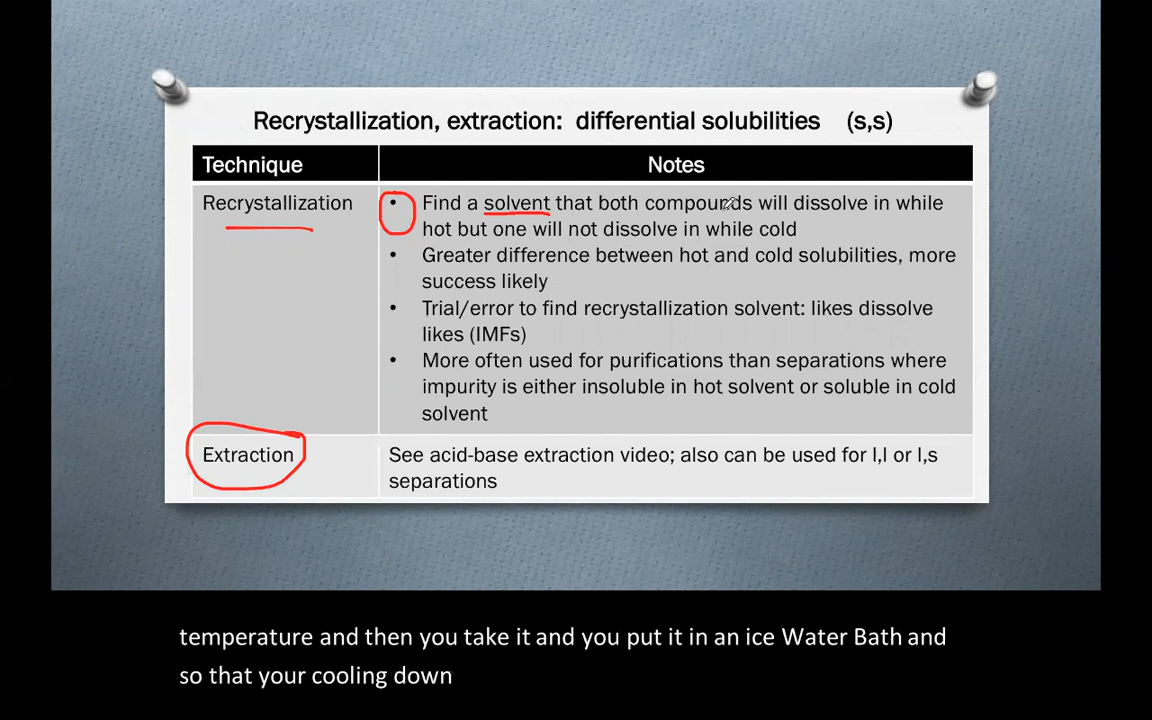 Recrystallization, extraction: differential solubilities (s,s)
Technique
Notes
Recrystallization
• Find a solvent that both compounds will dissolve in while
hot but one will not dissolve in while cold
• Greater difference between hot and cold solubilities, more
success likely
• Trial/error to find recrystallization solvent: likes dissolve
likes (IMFs)
• More often used for purifications than separations where
impurity is either insoluble in hot solvent or soluble in cold
solvent
Extraction
See acid-base extraction video; also can be used for l,l or l,s
separations
temperature and then you take it and you put it in an ice Water Bath and
so that your cooling down